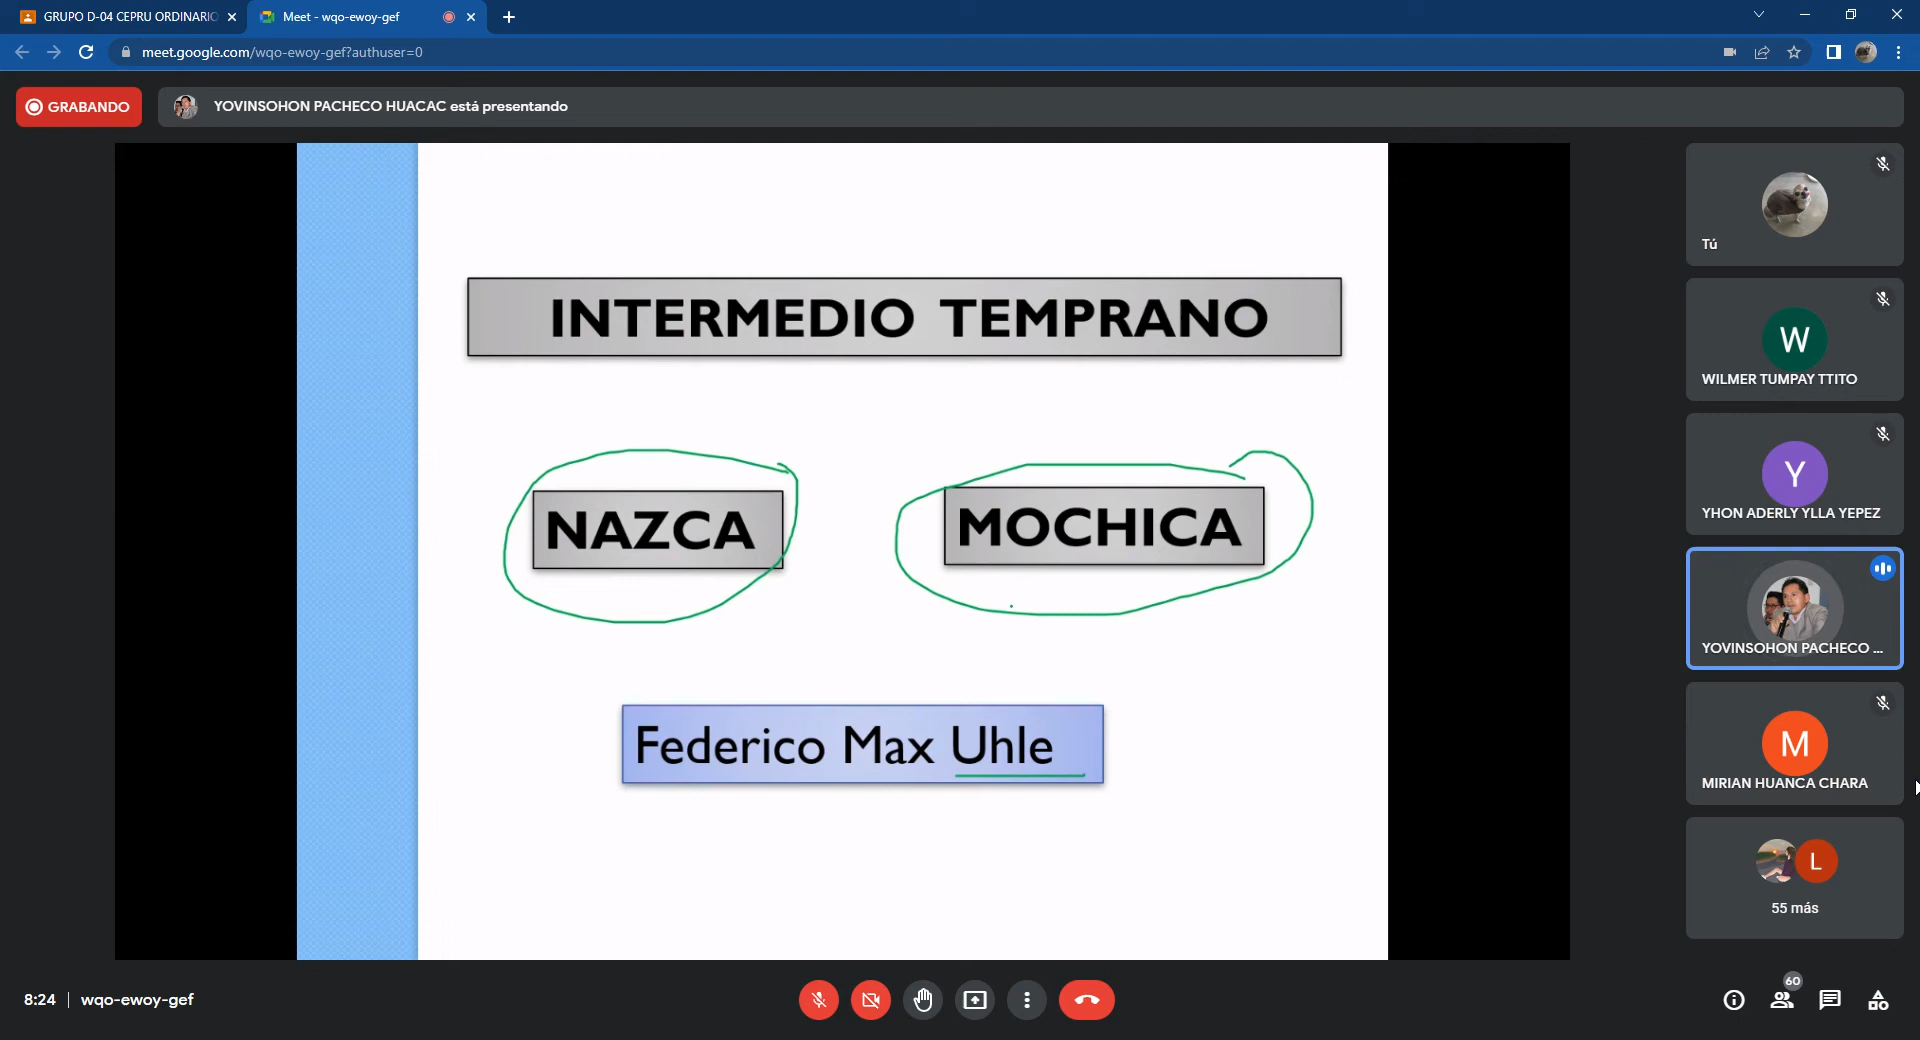 GRUPO D-04 CEPRU ORDINARIO
Meet - wqo-ewoy-gef
meet.google.com/wqo-ewoy-gef?authuser=0
GRABANDO
YOVINSOHON PACHECO HUACAC está presentando
INTERMEDIO TEMPRANO
NAZCA
MOCHICA
Federico Max Uhle
Tú
W
WILMER TUMPAY TTITO
Y
YHON ADERLY YLLA YEPEZ
YOVINSOHON PACHECO ...
M
MIRIAN HUANCA CHARA
L
55 más
8:24 | wqo-ewoy-gef
60